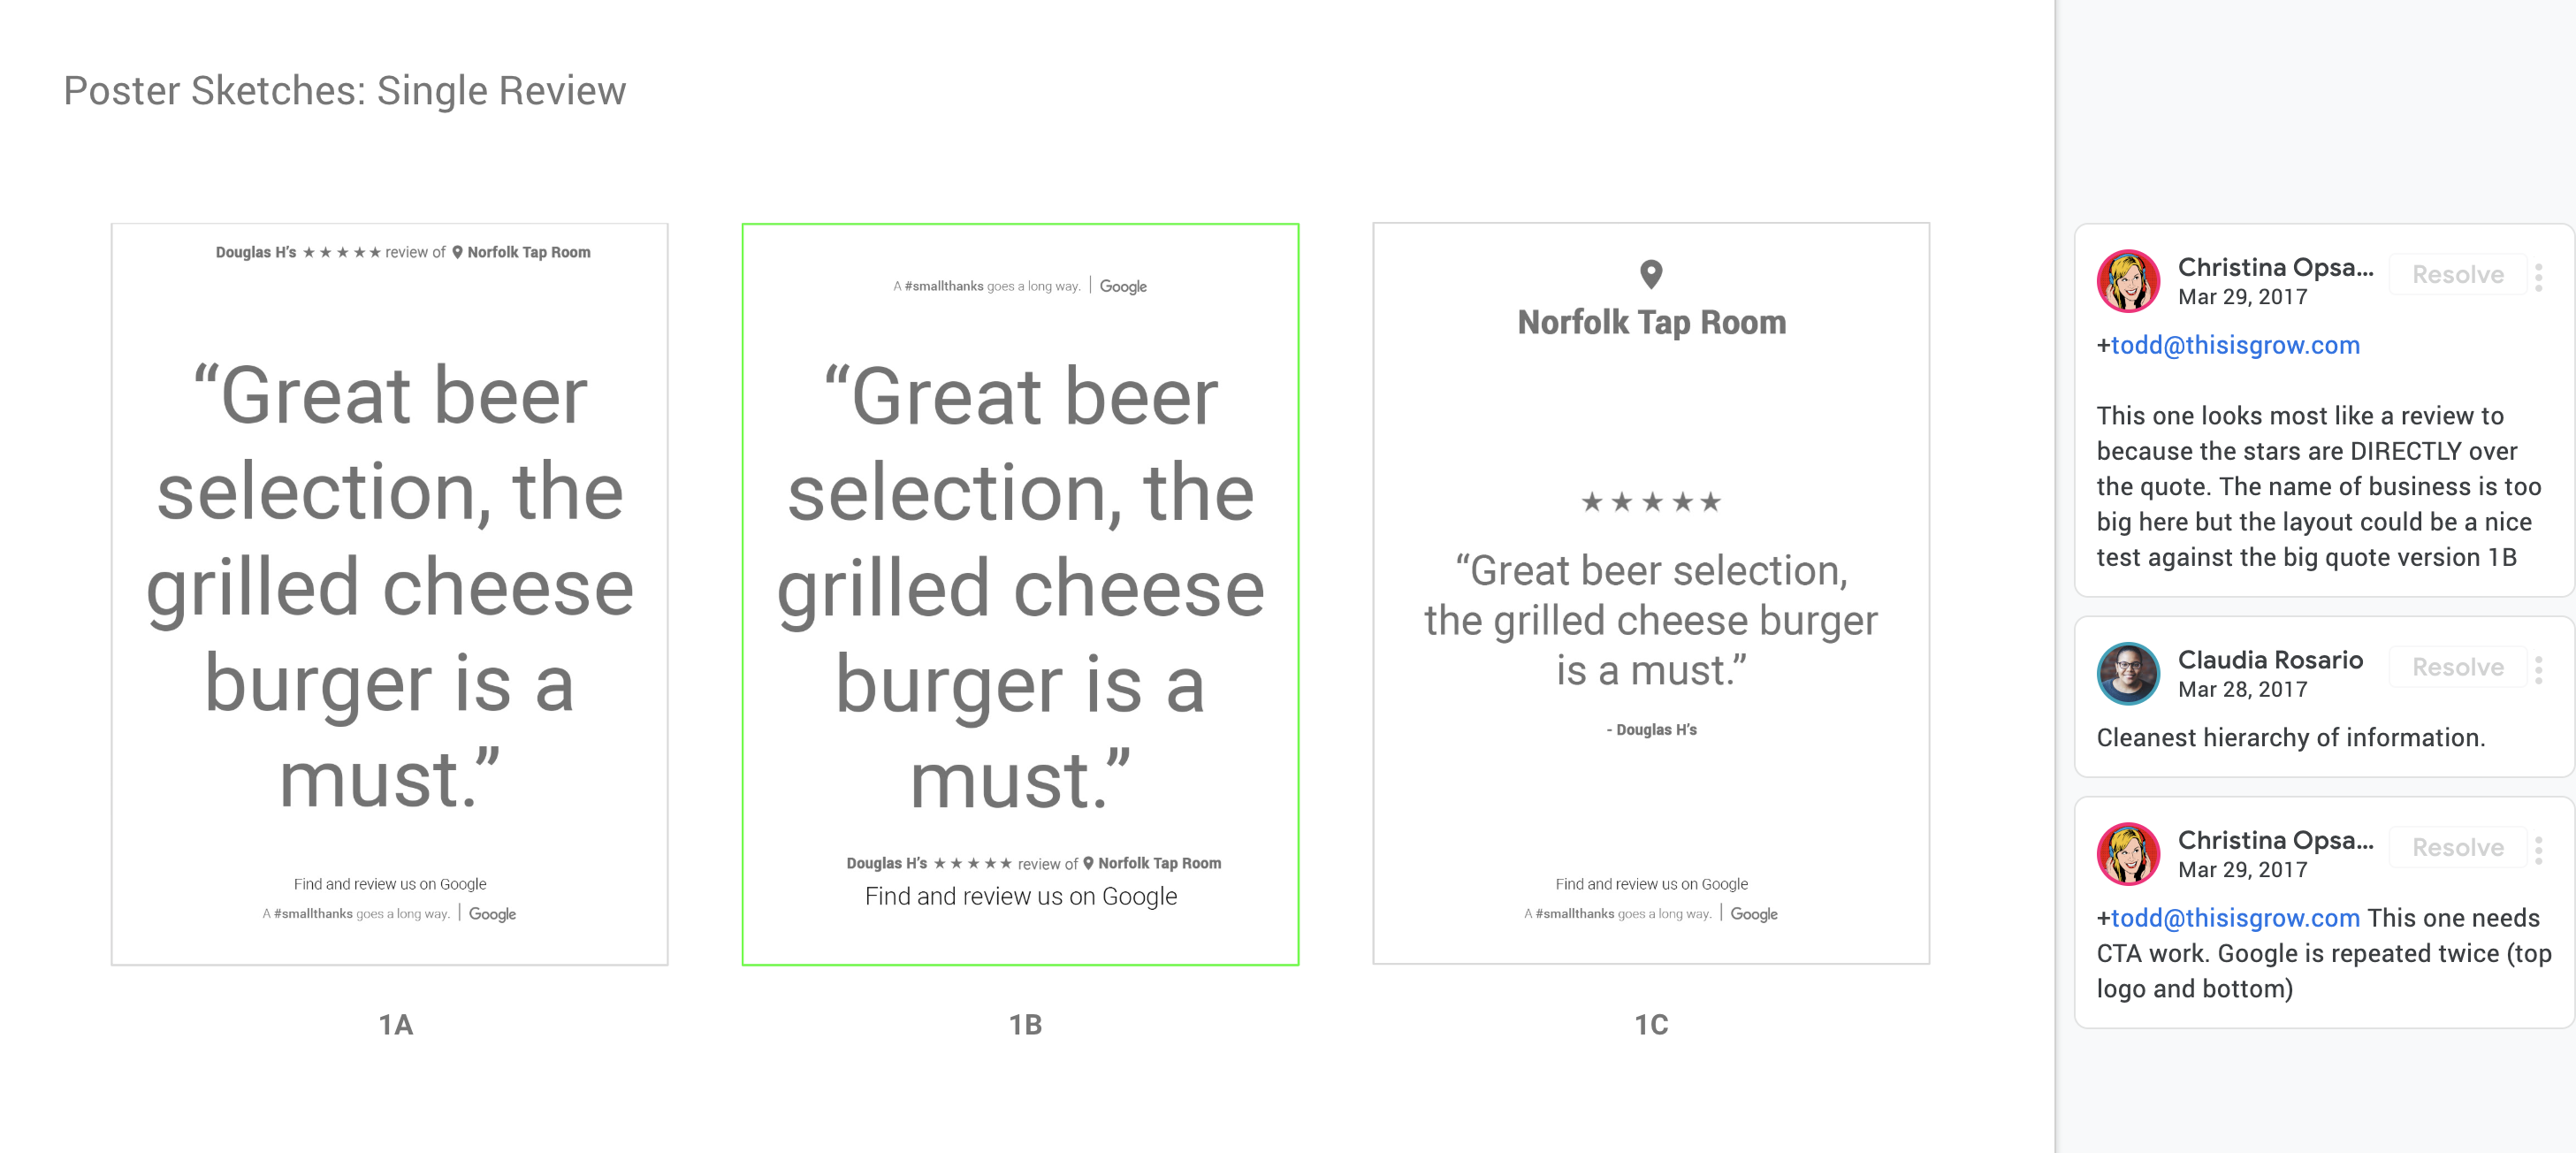 Poster Sketches: Single Review
Douglas H’s ★★★★★ review of Norfolk Tap Room
“Great beer
selection, the
grilled cheese
burger is a
must.”
Find and review us on Google
A #smallthanks goes a long way. | Google
1A
A #smallthanks goes a long way. | Google
“Great beer
selection, the
grilled cheese
burger is a
must.”
Douglas H’s ★★★★★ review of Norfolk Tap Room
Find and review us on Google
1B
Norfolk Tap Room
★★★★★
“Great beer selection,
the grilled cheese burger
is a must.”
- Douglas H’s
Find and review us on Google
A #smallthanks goes a long way. | Google
1C
Christina Opsa...
Resolve
Mar 29, 2017
+todd@thisisgrow.com
This one looks most like a review to
because the stars are DIRECTLY over
the quote. The name of business is too
big here but the layout could be a nice
test against the big quote version 1B
Claudia Rosario
Resolve
Mar 28, 2017
Cleanest hierarchy of information.
Christina Opsa...
Resolve
Mar 29, 2017
+todd@thisisgrow.com This one needs
CTA work. Google is repeated twice (top
logo and bottom)